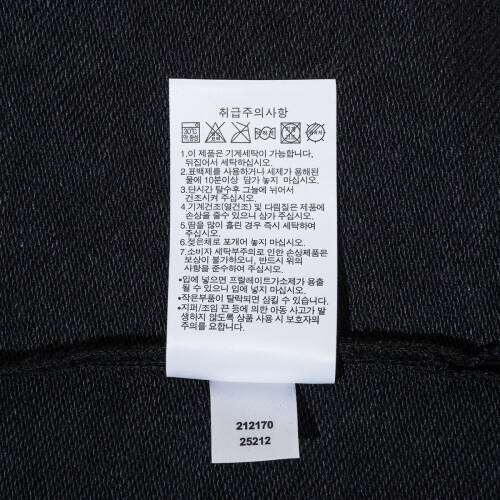 취급주의사항
30℃
약.중성
1.이 제품은 기계세탁이 가능합니다,
뒤집어서 세탁하십시오.
2.표백제를 사용하거나 세제가 용해된
물에 10분이상 담가 놓지 마십시오.
3.단시간 탈수후 그늘에 뉘어서
건조시켜 주십시오.
4.기계건조(열건조) 및 다림질은 제품에
손상을 줄수 있으니 삼가 주십시오.
5.땀을 많이 흘린 경우 즉시 세탁하여
주십시오.
6.젖은채로 포개어 놓지 마십시오.
7.소비자 세탁부주의로 인한 손상제품은
보상이 불가하오니, 반드시 위의
사항을 준수하여 주십시오.
•입에 넣으면 프탈레이트가소제가 용출
될 수 있으니 입에 넣지 마십시오.
•작은부품이 탈락되면 삼킬 수 있습니다.
•지퍼/조임 끈 등에 의한 아동 사고가 발
생하지 않도록 상품 사용 시 보호자의
주의를 요합니다.
212170
25212